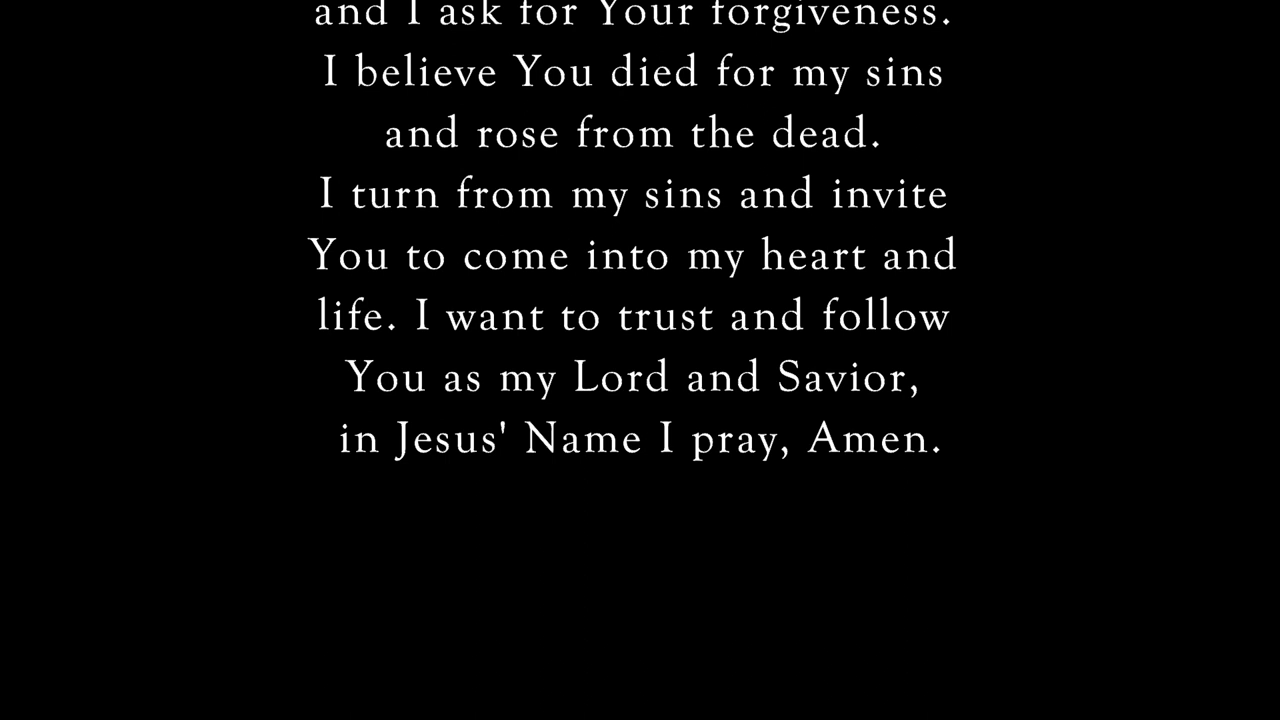 and I ask for Your forgiveness.
I believe You died for my sins
and rose from the dead.
I turn from my sins and invite
You to come into my heart and
life. I want to trust and follow
You as my Lord and Savior,
in Jesus' Name I pray, Amen.